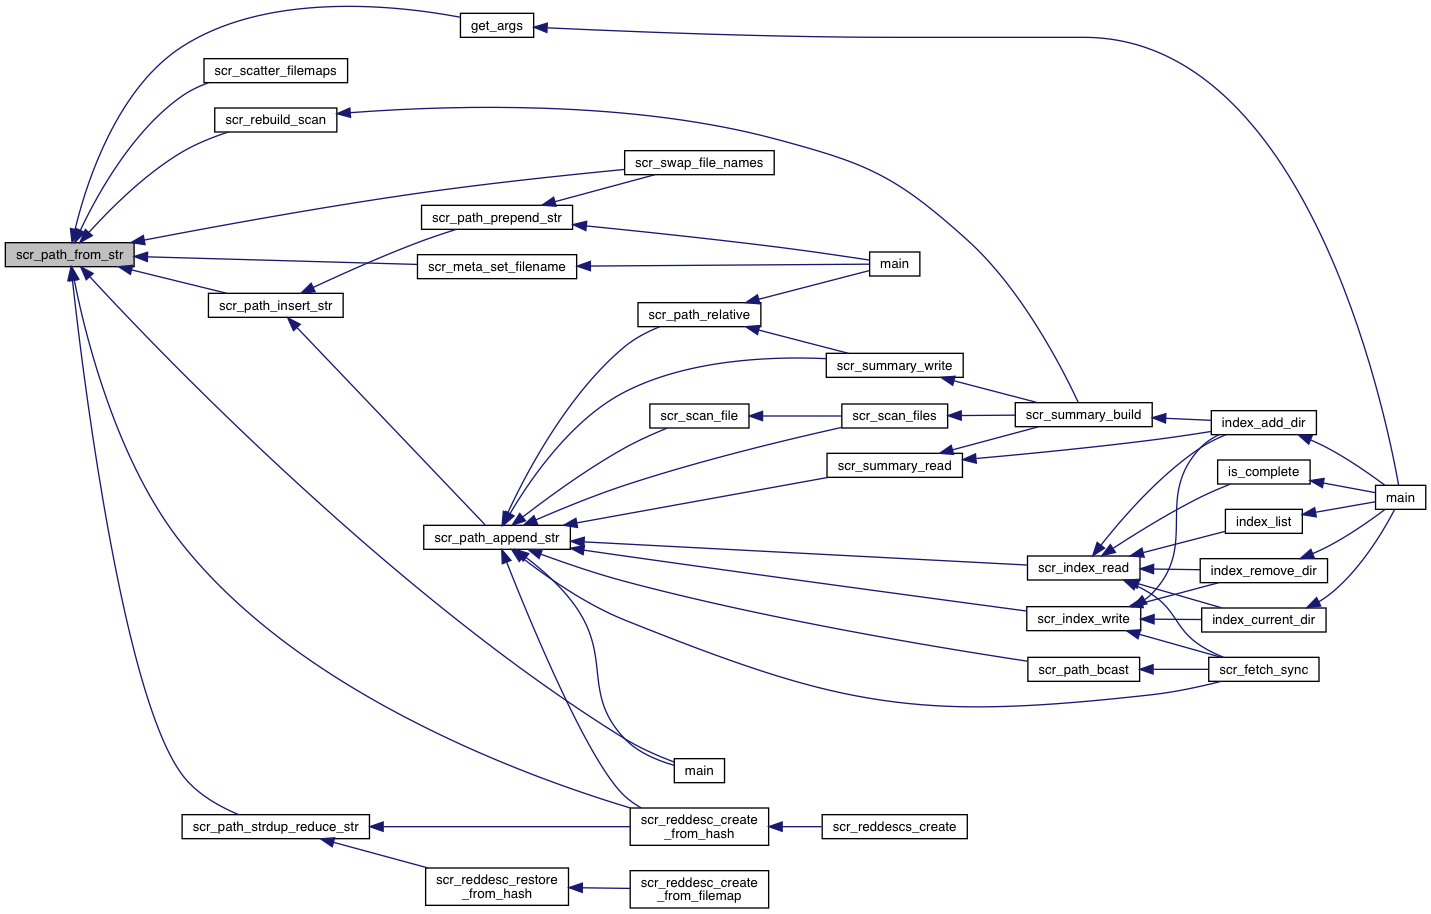 get_args
scr_scatter_filemaps
scr_rebuild_scan
scr_swap_file_names
scr_path_prepend_str
scr_path_from_str
scr_meta_set_filename
main
scr_path_insert_str
scr_path_relative
scr_summary_write
scr_scan_file
scr_scan_files
scr_summary_build
index_add_dir
scr_summary_read
is_complete
main
index_list
scr_path_append_str
scr_index_read
index_remove_dir
scr_index_write
index_current_dir
scr_path_bcast
scr_fetch_sync
main
scr_path_strdup_reduce_str
scr_reddesc_create
_from_hash
scr_reddescs_create
scr_reddesc_restore
_from_hash
scr_reddesc_create
_from_filemap